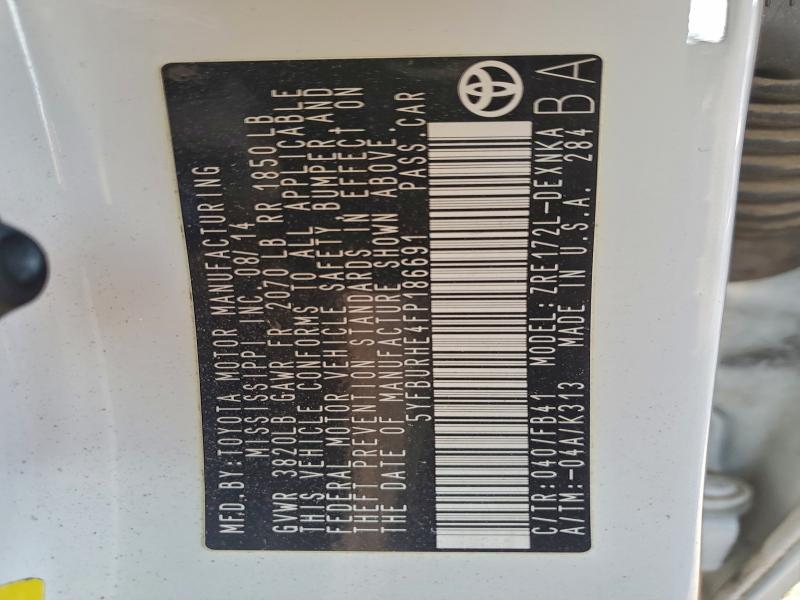 MFD.BY:TOYOTA MOTOR MANUFACTURING
MISSISSIPPI INC. 08/14
GVWR 3820LB GAWR FR 2070 LB RR 1850LB
THIS VEHICLE CONFORMS TO ALL APPLICABLE
FEDERAL MOTOR VEHICLE SAFETY, BUMPER AND
THEFT PREVENTION STANDARDS IN EFFECT ON
THE DATE OF MANUFACTURE SHOWN ABOVE.
5YFBURHE4FP186691 PASS.CAR
C/TR:040/FB41 MODEL:ZRE172L-DEXNKA
A/TM:-04A/K313 MADE IN U.S.A. 284 BA